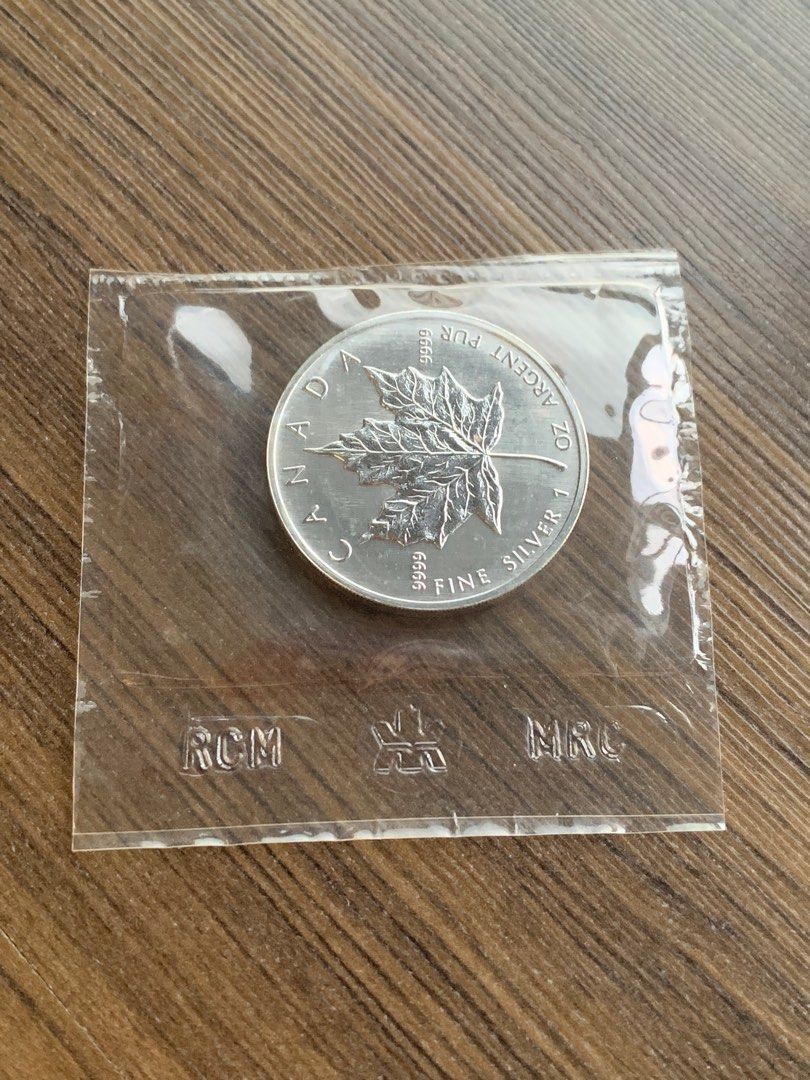 CANADA
9999
9999
FINE SILVER 1 OZ ARGENT PUR
RCM
MRC